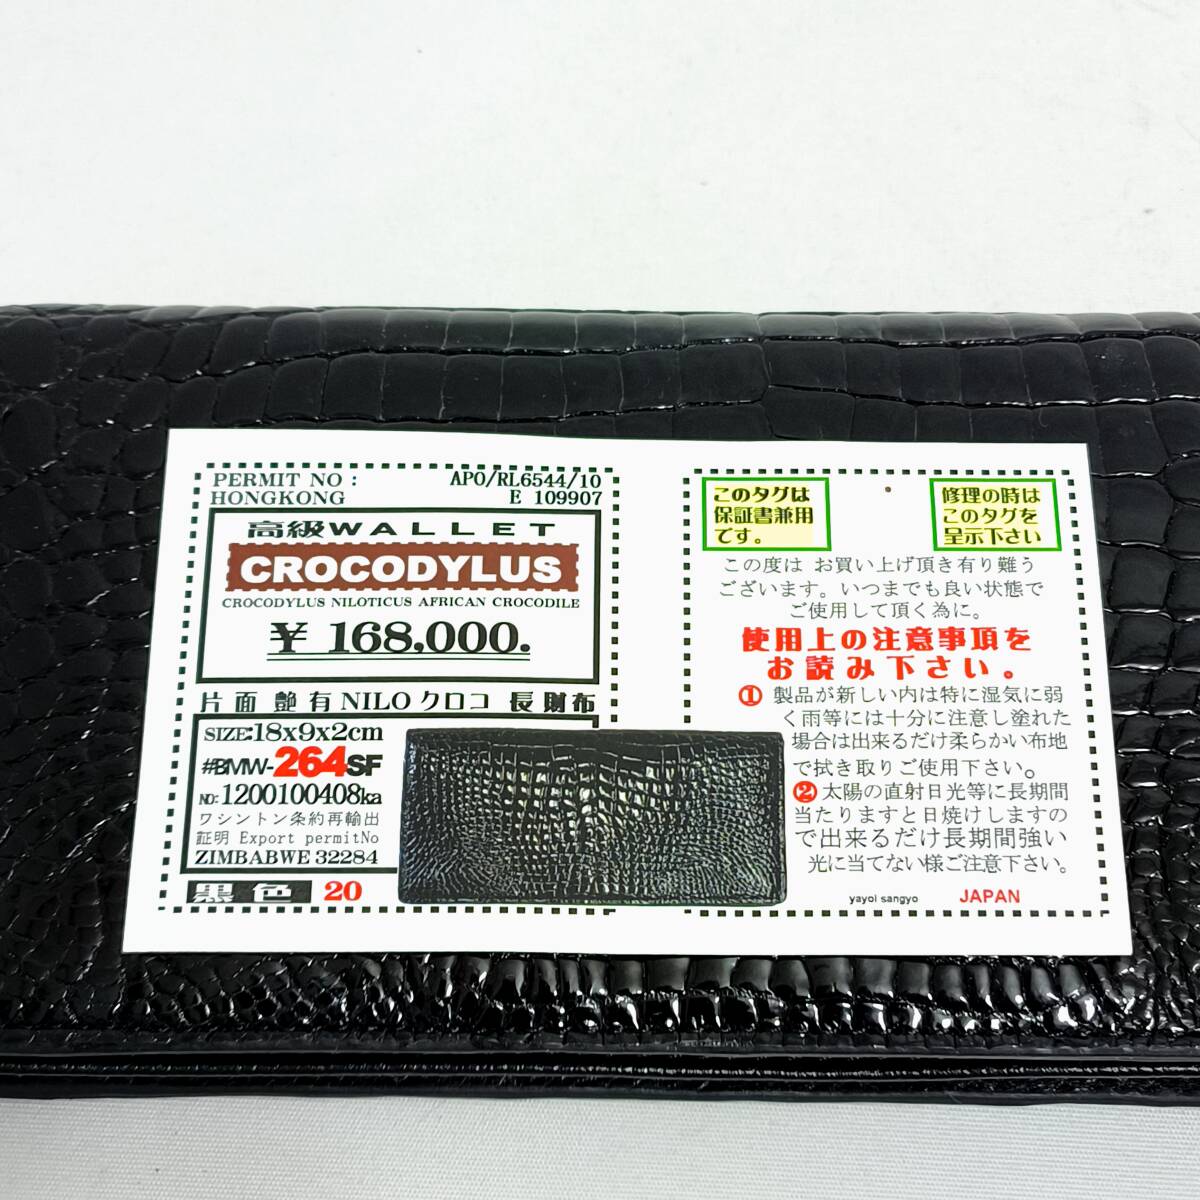 PERMIT NO : APO/RL6544/10
HONGKONG E 109907
高級WALLET
CROCODYLUS
CROCODYLUS NILOTICUS AFRICAN CROCODILE
¥ 168,000.
片面 艶有 NILO クロコ 長財布
SIZE:18x9x2cm
#BMW-264SF
NO:1200100408ka
ワシントン条約再輸出
証明 Export permitNo
ZIMBABWE 32284
黒色 20
このタグは
保証書兼用
です。
修理の時は
このタグを
呈示下さい
この度は お買い上げ頂き有り難う
ございます。いつまでも良い状態で
ご使用して頂く為に。
使用上の注意事項を
お読み下さい。
① 製品が新しい内は特に湿気に弱
く雨等には十分に注意し塗れた
場合は出来るだけ柔らかい布地
で拭き取りご使用下さい。
② 太陽の直射日光等に長期間
当たりますと日焼けしますの
で出来るだけ長期間強い
光に当てない様ご注意下さい。
yayoi sangyo JAPAN